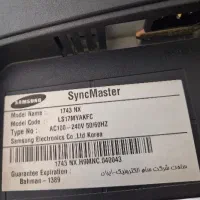 SAMSUNG
SyncMaster
Model : 1743 NX
Model Code : LS17MYAKFC
Type No : AC100~240V 50/60HZ
Samsung Electronics Co.Ltd Korea
1743 NX
Guarantee Expiration :
Bahman - 1389